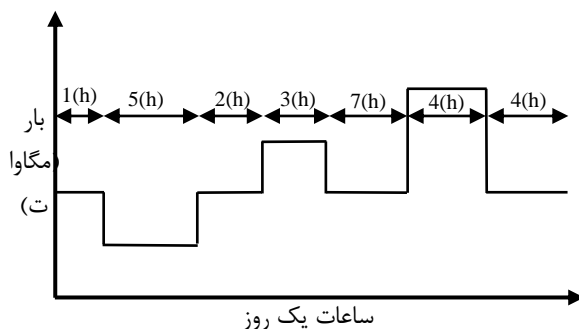 1(h) 5(h) 2(h) 3(h) 7(h) 4(h) 4(h)
بار
(مگاوا
ت)
ساعات یک روز